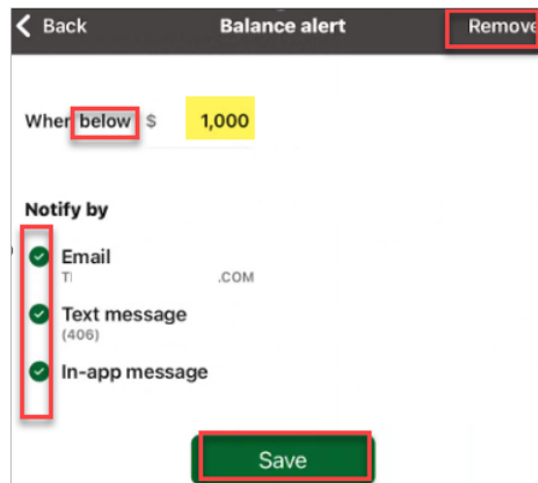 Back Balance alert Remove
When below $ 1,000
Notify by
Email
.COM
Text message
(406)
In-app message
Save